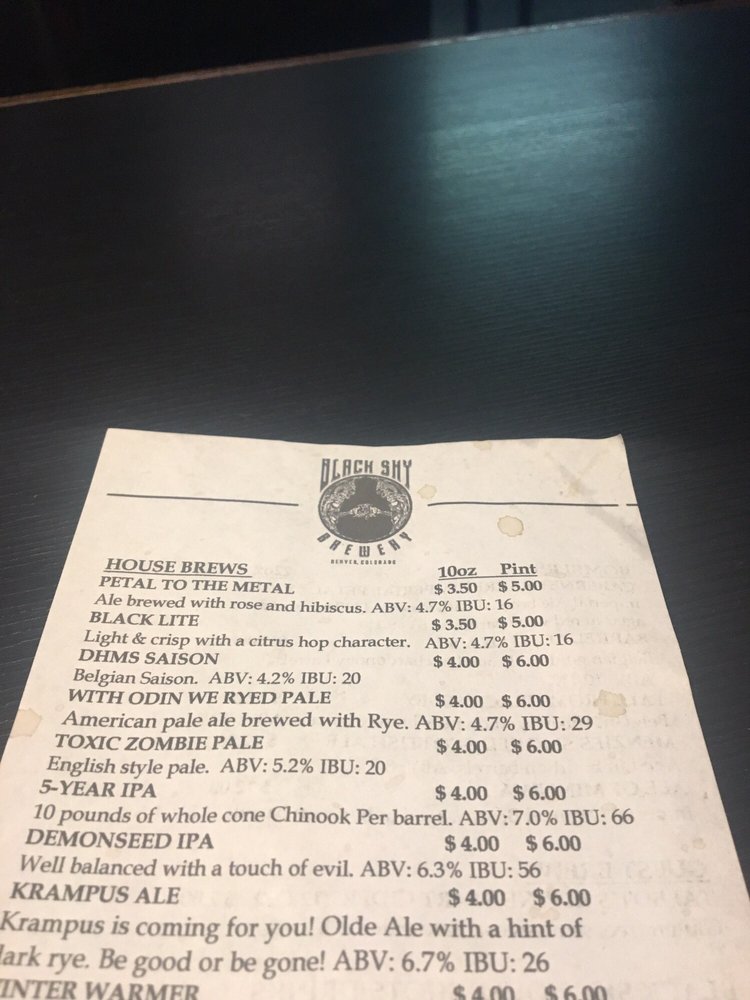 BLACK SKY
BREWERY
DENVER, COLORADO
HOUSE BREWS 10oz Pint
PETAL TO THE METAL $ 3.50 $ 5.00
Ale brewed with rose and hibiscus. ABV: 4.7% IBU: 16
BLACK LITE $ 3.50 $ 5.00
Light & crisp with a citrus hop character. ABV: 4.7% IBU: 16
DHMS SAISON $ 4.00 $ 6.00
Belgian Saison. ABV: 4.2% IBU: 20
WITH ODIN WE RYED PALE $ 4.00 $ 6.00
American pale ale brewed with Rye. ABV: 4.7% IBU: 29
TOXIC ZOMBIE PALE $ 4.00 $ 6.00
English style pale. ABV: 5.2% IBU: 20
5-YEAR IPA $ 4.00 $ 6.00
10 pounds of whole cone Chinook Per barrel. ABV: 7.0% IBU: 66
DEMONSEED IPA $ 4.00 $ 6.00
Well balanced with a touch of evil. ABV: 6.3% IBU: 56
KRAMPUS ALE $ 4.00 $ 6.00
Krampus is coming for you! Olde Ale with a hint of
dark rye. Be good or be gone! ABV: 6.7% IBU: 26
WINTER WARMER $ 4.00 $ 6.00